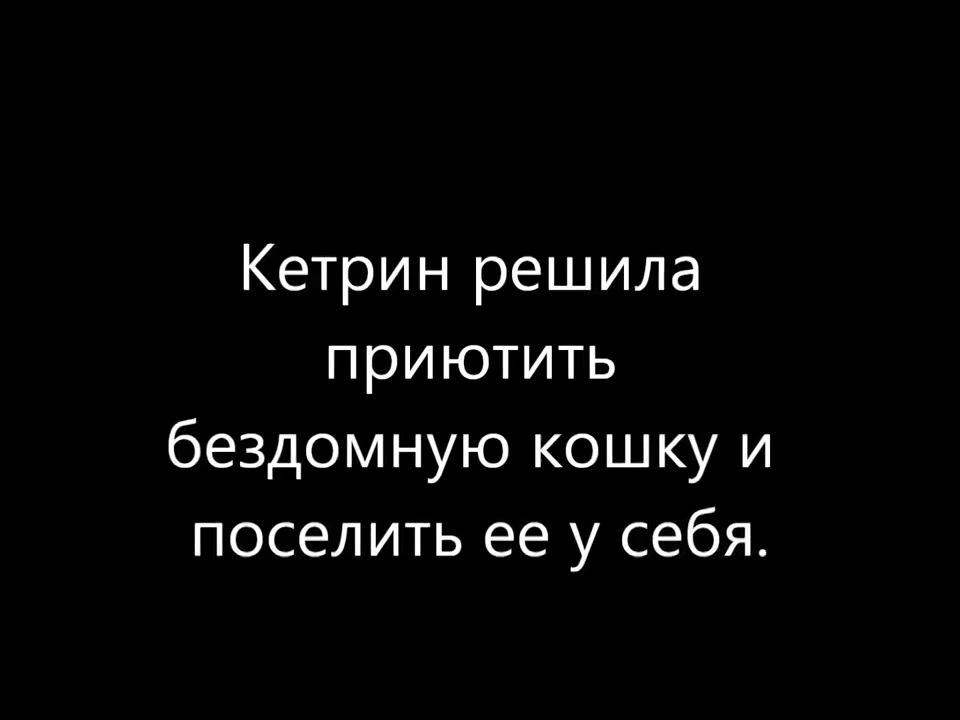 Кетрин решила
приютить
бездомную кошку и
поселить ее у себя.